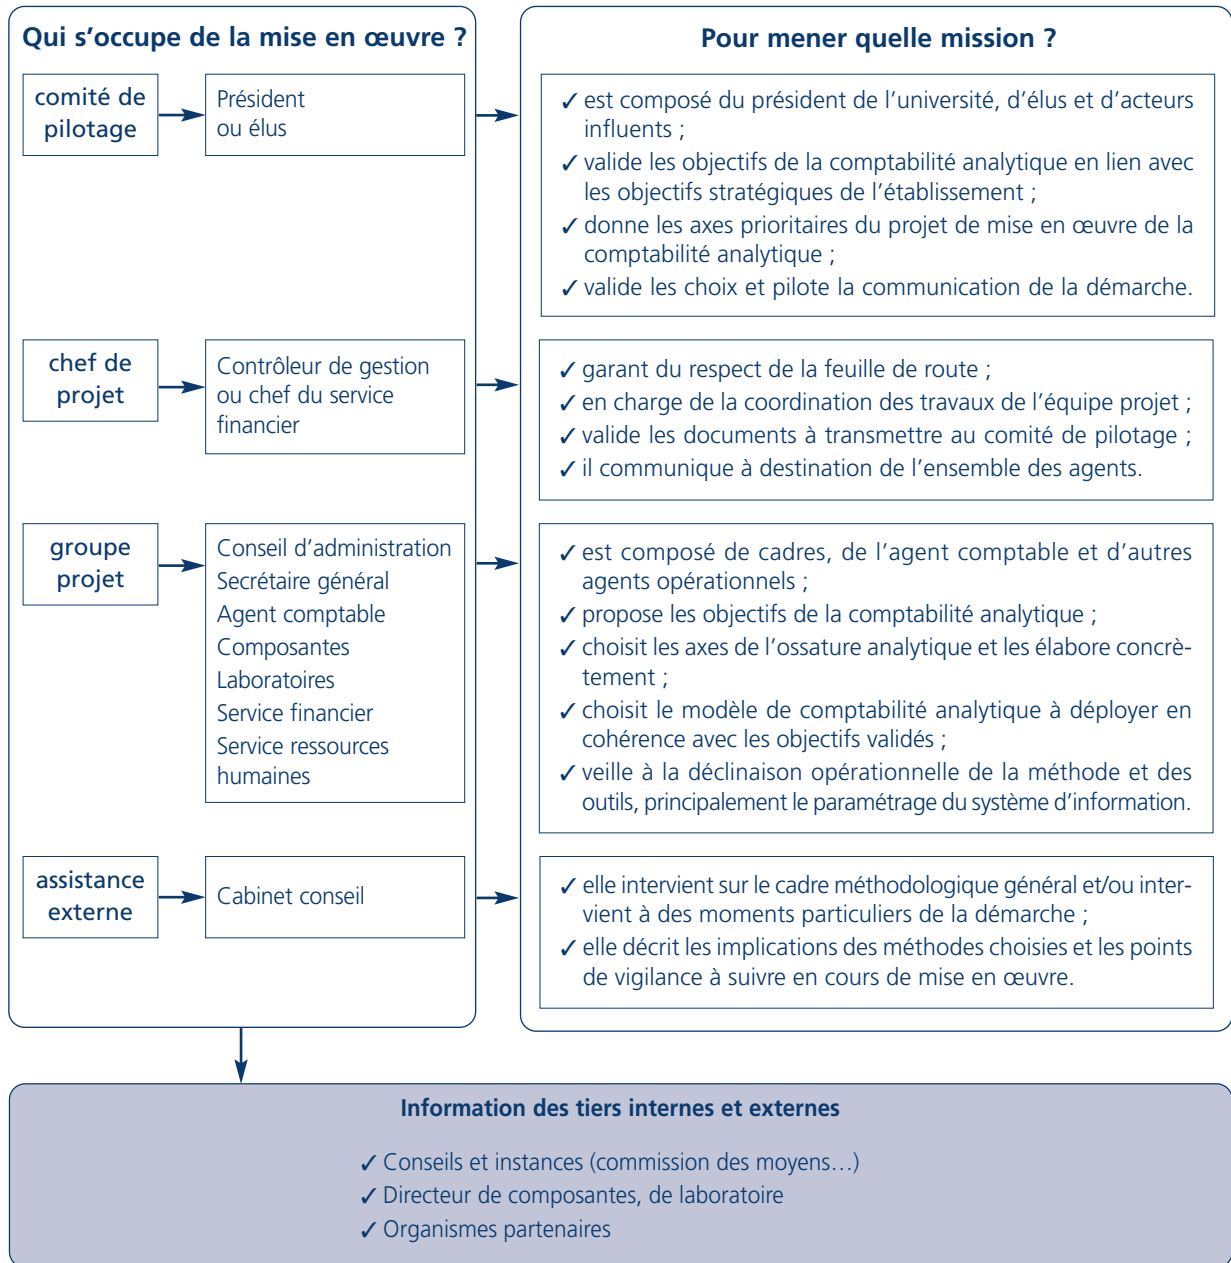 Qui s’occupe de la mise en œuvre ?
comité de
pilotage
Président
ou élus
chef de
projet
Contrôleur de gestion
ou chef du service
financier
groupe
projet
Conseil d’administration
Secrétaire général
Agent comptable
Composantes
Laboratoires
Service financier
Service ressources
humaines
assistance
externe
Cabinet conseil
Pour mener quelle mission ?
✓ est composé du président de l’université, d’élus et d’acteurs
influents ;
✓ valide les objectifs de la comptabilité analytique en lien avec
les objectifs stratégiques de l’établissement ;
✓ donne les axes prioritaires du projet de mise en œuvre de la
comptabilité analytique ;
✓ valide les choix et pilote la communication de la démarche.
✓ garant du respect de la feuille de route ;
✓ en charge de la coordination des travaux de l’équipe projet ;
✓ valide les documents à transmettre au comité de pilotage ;
✓ il communique à destination de l’ensemble des agents.
✓ est composé de cadres, de l’agent comptable et d’autres
agents opérationnels ;
✓ propose les objectifs de la comptabilité analytique ;
✓ choisit les axes de l’ossature analytique et les élabore concrè-
tement ;
✓ choisit le modèle de comptabilité analytique à déployer en
cohérence avec les objectifs validés ;
✓ veille à la déclinaison opérationnelle de la méthode et des
outils, principalement le paramétrage du système d’information.
✓ elle intervient sur le cadre méthodologique général et/ou inter-
vient à des moments particuliers de la démarche ;
✓ elle décrit les implications des méthodes choisies et les points
de vigilance à suivre en cours de mise en œuvre.
Information des tiers internes et externes
✓ Conseils et instances (commission des moyens…)
✓ Directeur de composantes, de laboratoire
✓ Organismes partenaires